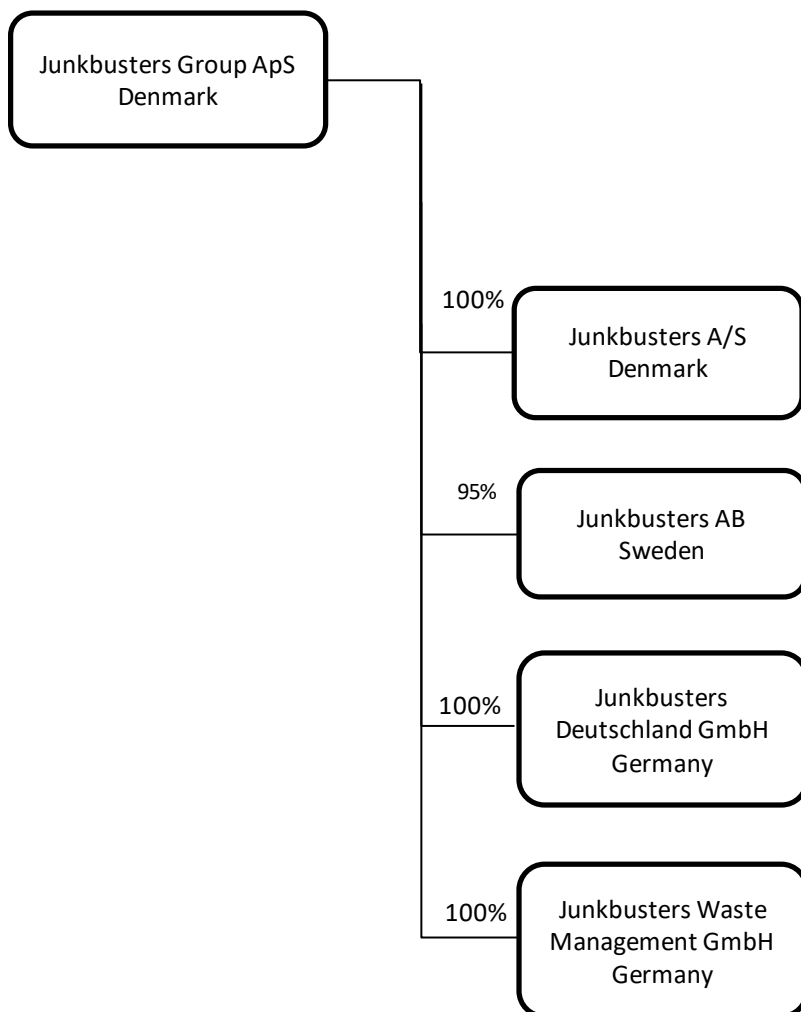 Junkbusters Group ApS
Denmark
100%
Junkbusters A/S
Denmark
95%
Junkbusters AB
Sweden
100%
Junkbusters
Deutschland GmbH
Germany
100%
Junkbusters Waste
Management GmbH
Germany